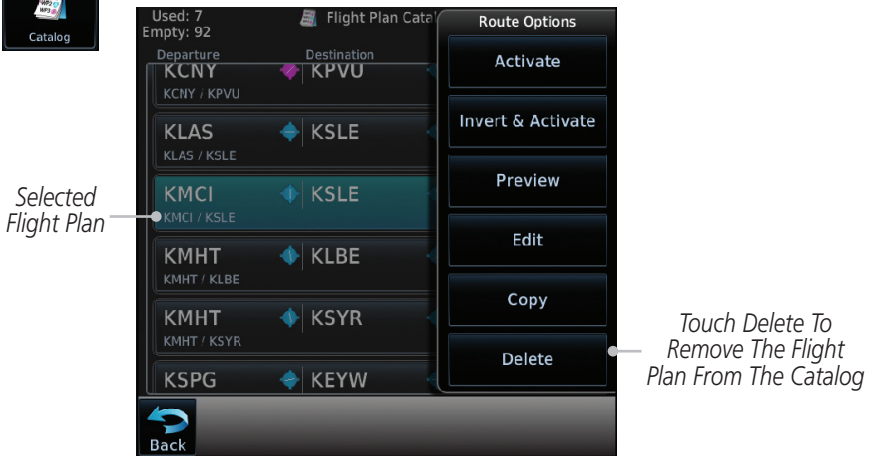 WP2
WP3
Catalog
Used: 7
Empty: 92
Flight Plan Catal
Departure
Destination
KCNY
KPVU
KCNY / KPVU
KLAS
KSLE
KLAS / KSLE
KMCI
KSLE
KMCI / KSLE
KMHT
KLBE
KMHT / KLBE
KMHT
KSYR
KMHT / KSYR
KSPG
KEYW
Back
Route Options
Activate
Invert & Activate
Preview
Edit
Copy
Delete
Selected
Flight Plan
Touch Delete To
Remove The Flight
Plan From The Catalog